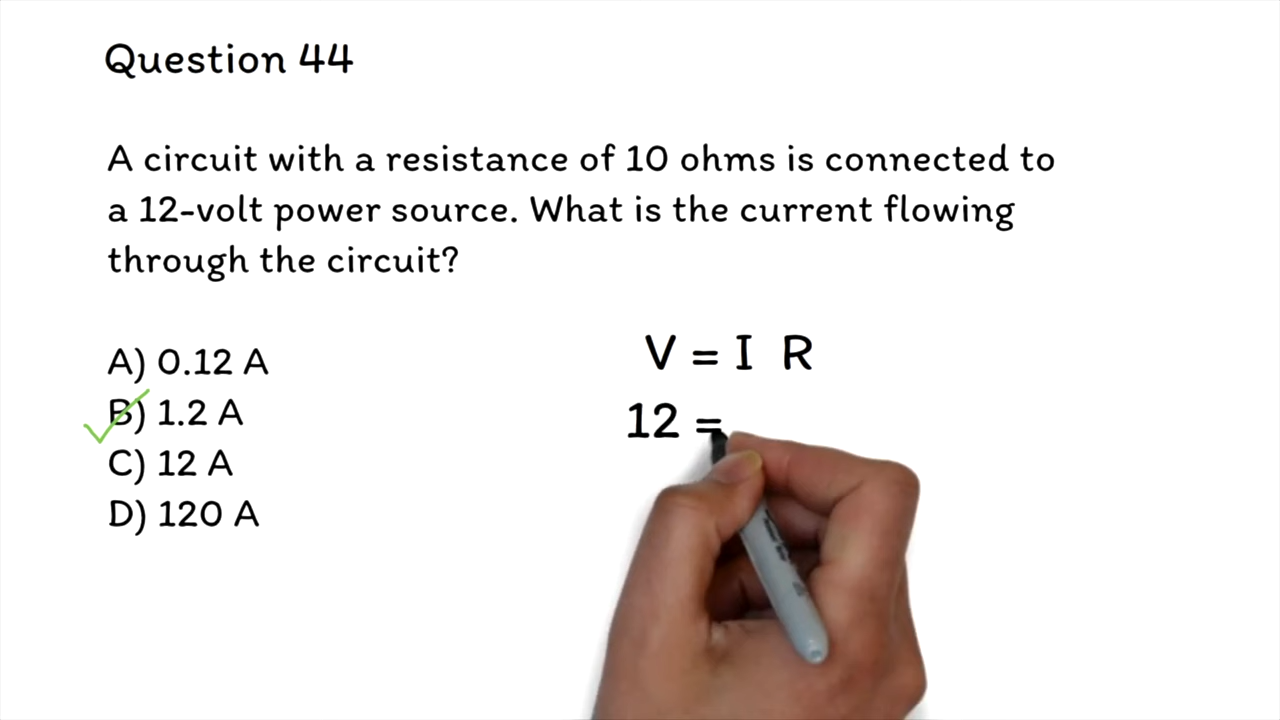 Question 44
A circuit with a resistance of 10 ohms is connected to
a 12-volt power source. What is the current flowing
through the circuit?
A) 0.12 A
B) 1.2 A
C) 12 A
D) 120 A
V = I R
12 =